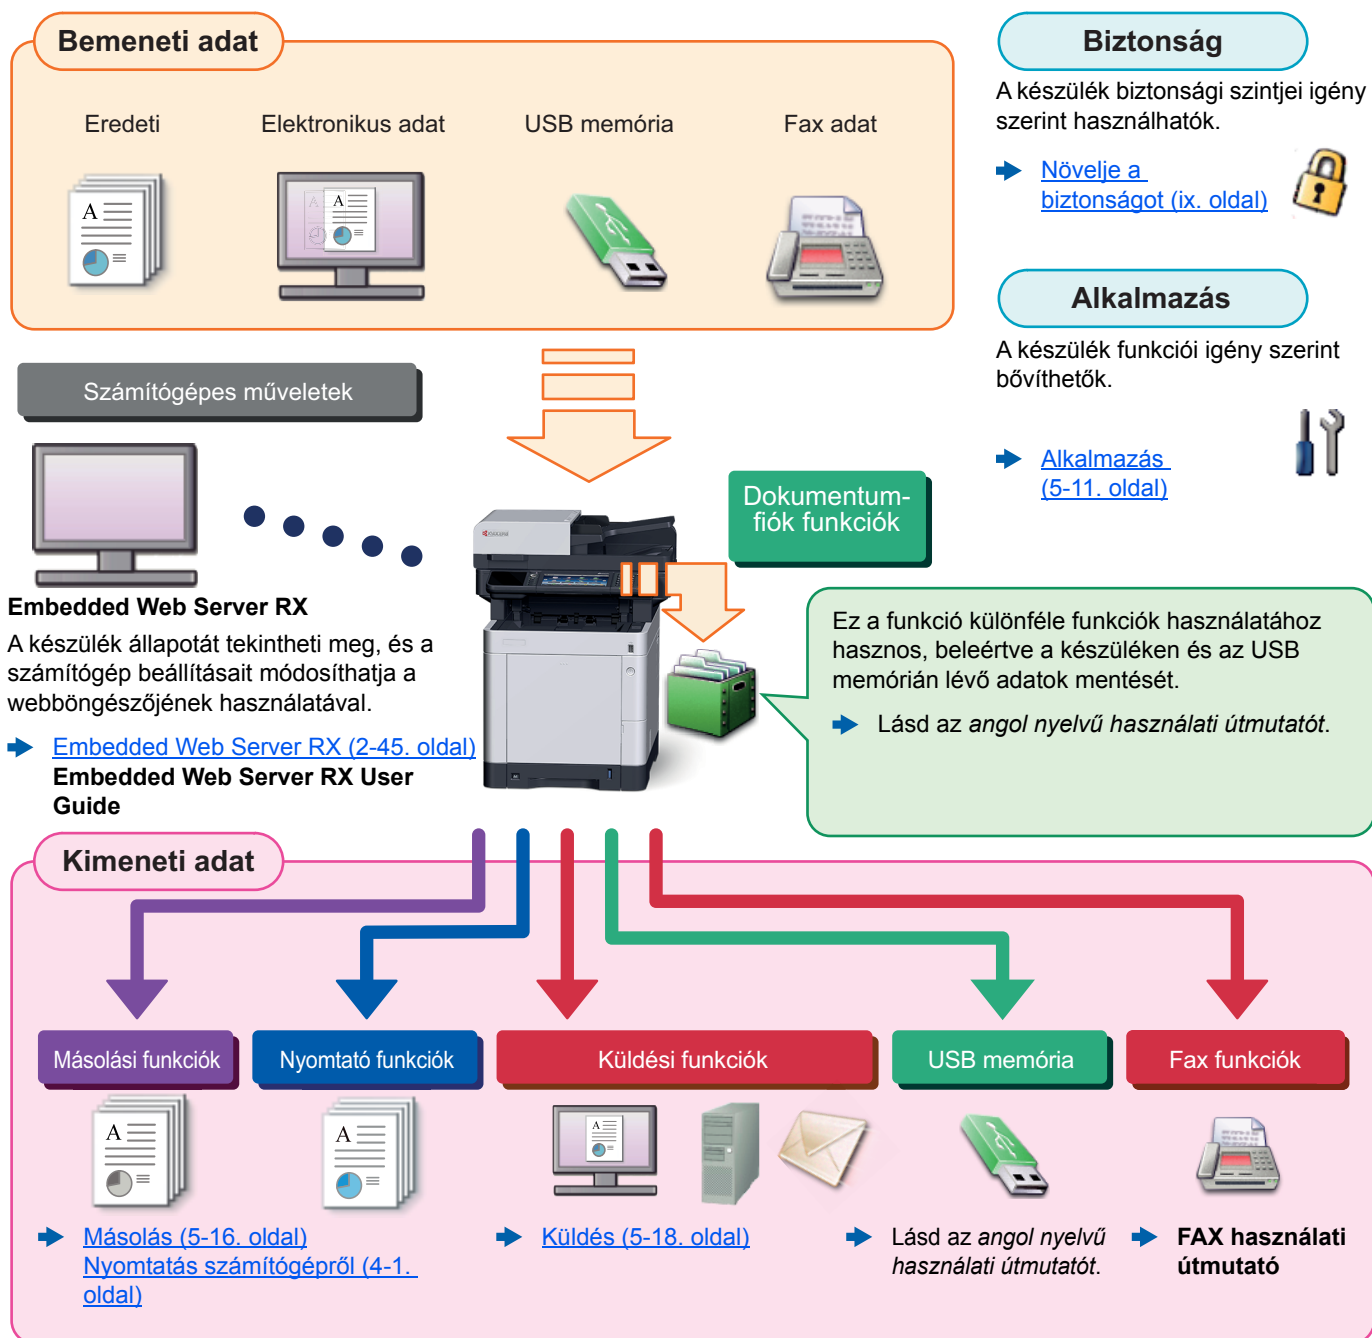 Bemeneti adat
Eredeti
Elektronikus adat
USB memória
Fax adat
Biztonság
A készülék biztonsági szintjei igény
szerint használhatók.
Növelje a
biztonságot (ix. oldal)
Alkalmazás
A készülék funkciói igény szerint
bővíthetők.
Alkalmazás
(5-11. oldal)
Számítógépes műveletek
Dokumentum-
fiók funkciók
Embedded Web Server RX
A készülék állapotát tekintheti meg, és a
számítógép beállításait módosíthatja a
webböngészőjének használatával.
Embedded Web Server RX (2-45. oldal)
Embedded Web Server RX User
Guide
Ez a funkció különféle funkciók használatához
hasznos, beleértve a készüléken és az USB
memórián lévő adatok mentését.
Lásd az angol nyelvű használati útmutatót.
Kimeneti adat
Másolási funkciók
Nyomtató funkciók
Küldési funkciók
USB memória
Fax funkciók
A
A
Másolás (5-16. oldal)
Nyomtatás számítógépről (4-1.
oldal)
Küldés (5-18. oldal)
Lásd az angol nyelvű
használati útmutatót.
FAX használati
útmutató